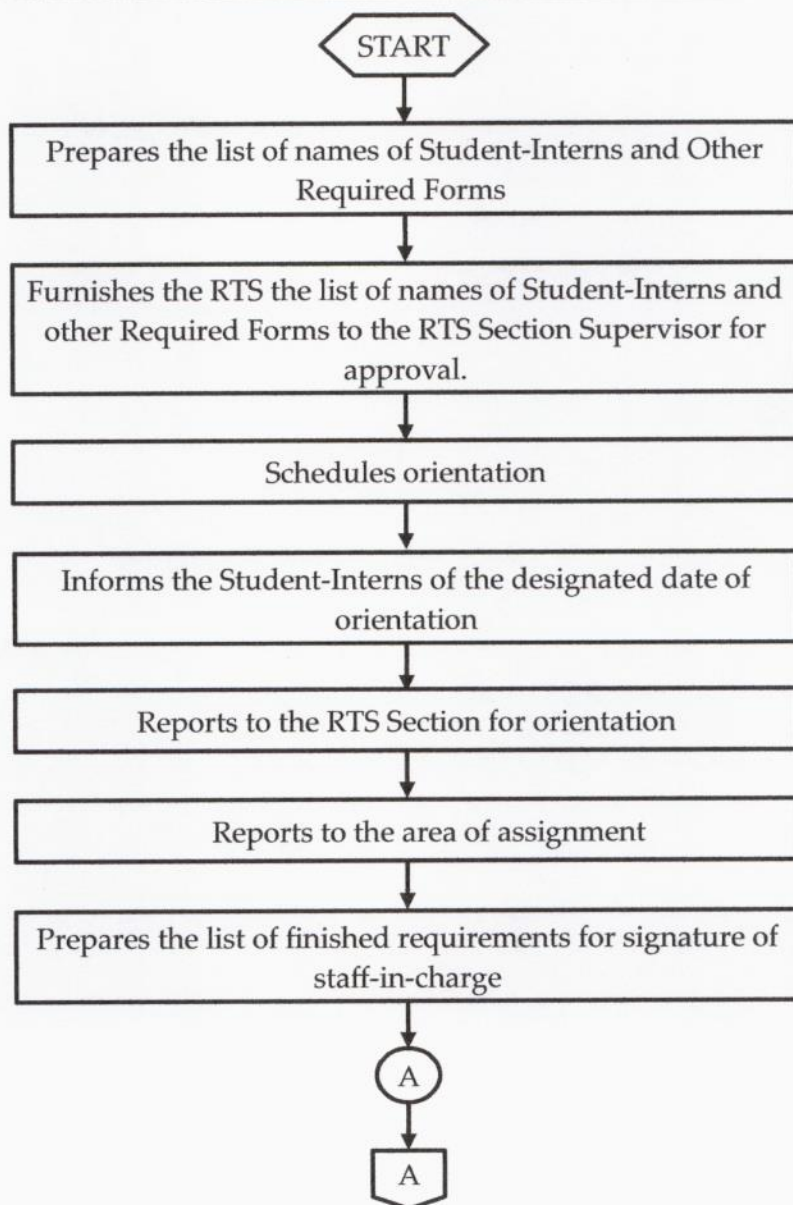 START
Prepares the list of names of Student-Interns and Other
Required Forms
Furnishes the RTS the list of names of Student-Interns and
other Required Forms to the RTS Section Supervisor for
approval.
Schedules orientation
Informs the Student-Interns of the designated date of
orientation
Reports to the RTS Section for orientation
Reports to the area of assignment
Prepares the list of finished requirements for signature of
staff-in-charge
A
A